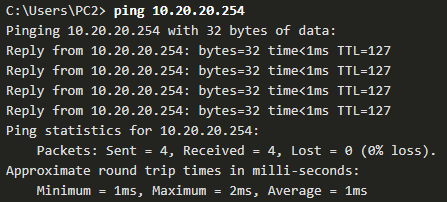 C:\Users\PC2> ping 10.20.20.254
Pinging 10.20.20.254 with 32 bytes of data:
Reply from 10.20.20.254: bytes=32 time<1ms TTL=127
Reply from 10.20.20.254: bytes=32 time<1ms TTL=127
Reply from 10.20.20.254: bytes=32 time<1ms TTL=127
Reply from 10.20.20.254: bytes=32 time<1ms TTL=127
Ping statistics for 10.20.20.254:
    Packets: Sent = 4, Received = 4, Lost = 0 (0% loss).
Approximate round trip times in milli-seconds:
    Minimum = 1ms, Maximum = 2ms, Average = 1ms